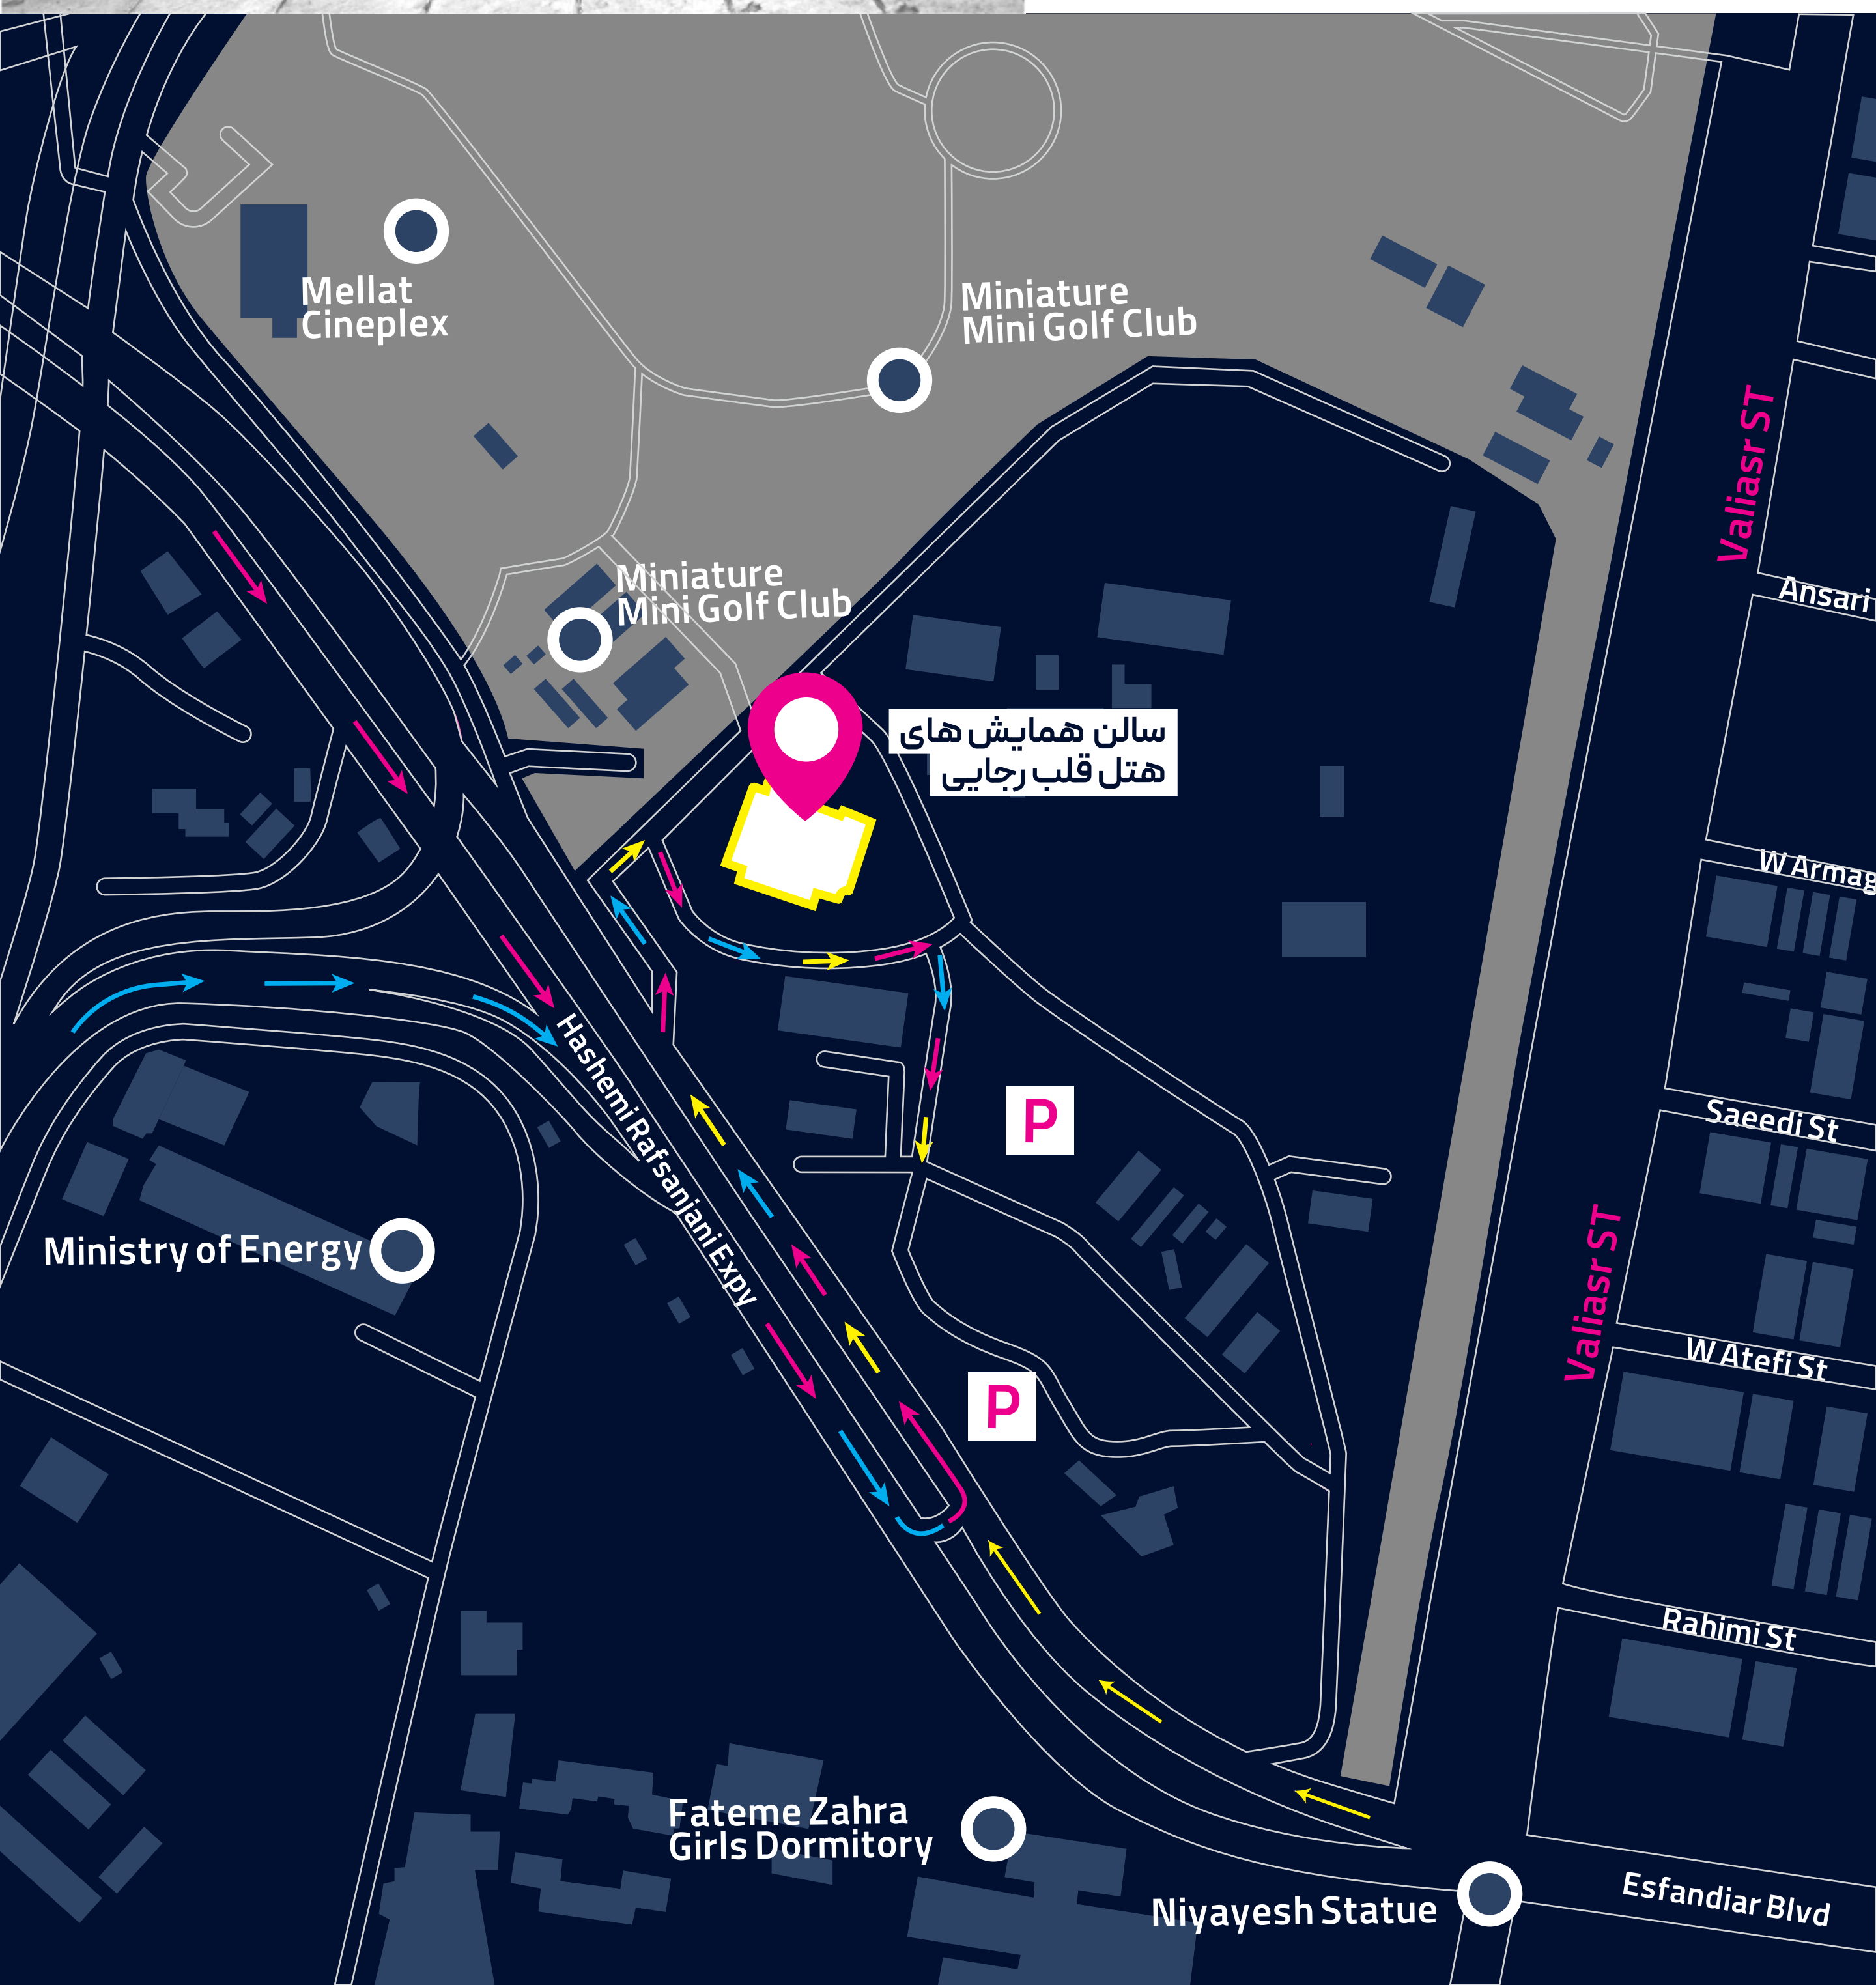 Mellat
Cineplex
Miniature
Mini Golf Club
Valiasr ST
Miniature
Mini Golf Club
Ansari
سالن همایش های
هتل قلب رجایی
W Armag
P
Saeedi St
Hashemi Rafsanjani Expy
Ministry of Energy
Valiasr ST
W Atefi St
P
Rahimi St
Fateme Zahra
Girls Dormitory
Niyayesh Statue
Esfandiar Blvd